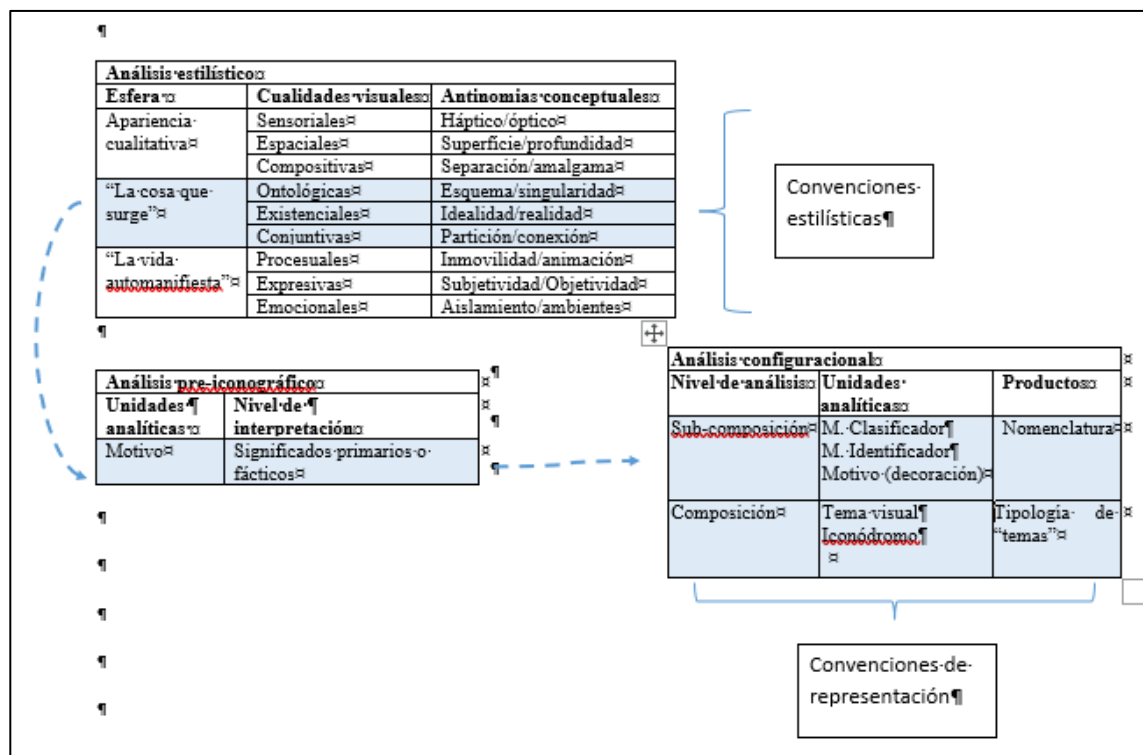 Análisis estilístico
Esfera Cualidades visuales Antinomias conceptuales
Apariencia cualitativa
Sensoriales Háptico/óptico
Espaciales Superficie/profundidad
Compositivas Separación/amalgama
“La cosa que surge”
Ontológicas Esquema/singularidad
Existenciales Idealidad/realidad
Conjuntivas Partición/conexión
“La vida automanifiesta”
Procesuales Inmovilidad/animación
Expresivas Subjetividad/Objetividad
Emocionales Aislamiento/ambientes
Convenciones
estilísticas
Análisis pre-iconográfico
Unidades
analíticas
Nivel de
interpretación
Motivo
Significados primarios o
fácticos
Análisis configuracional
Nivel de análisis
Unidades
analíticas
Productos
Sub-composición
M. Clasificador
M. Identificador
Motivo (decoración)
Nomenclatura
Composición
Tema visual
Iconódromo
Tipología de
“temas”
Convenciones de
representación